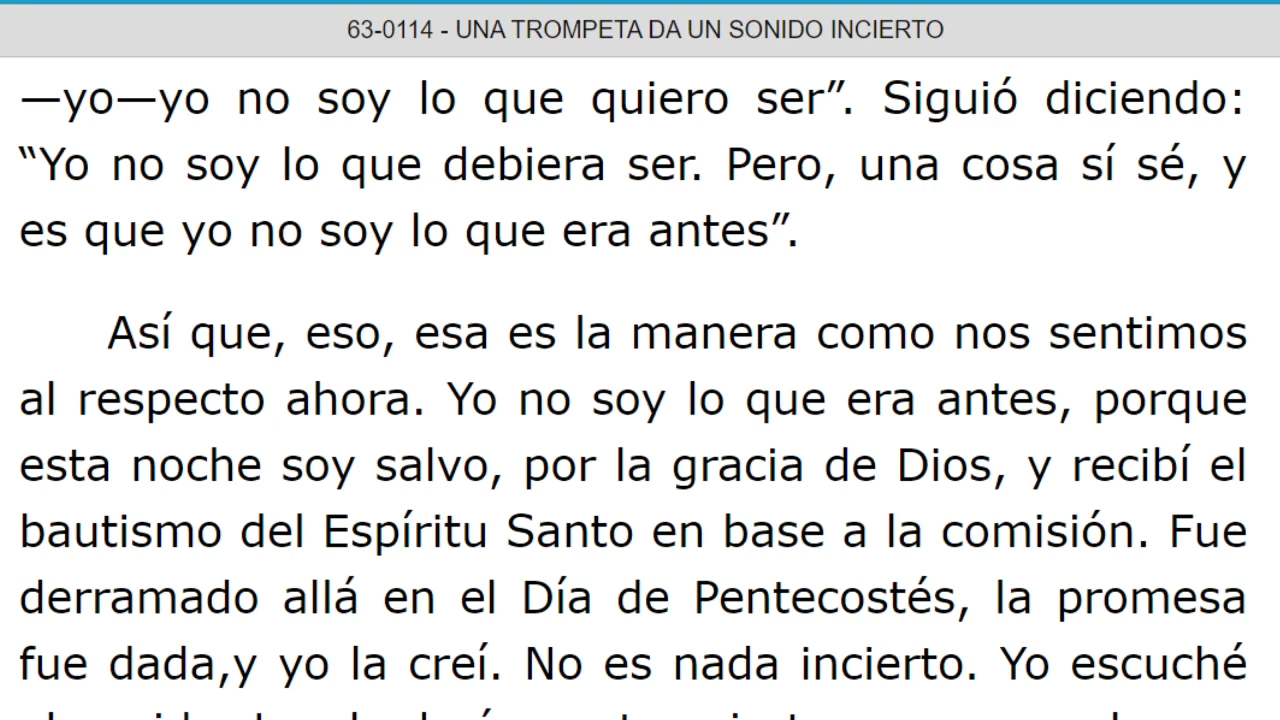 63-0114 - UNA TROMPETA DA UN SONIDO INCIERTO
—yo—yo no soy lo que quiero ser”. Siguió diciendo:
“Yo no soy lo que debiera ser. Pero, una cosa sí sé, y
es que yo no soy lo que era antes”.
Así que, eso, esa es la manera como nos sentimos
al respecto ahora. Yo no soy lo que era antes, porque
esta noche soy salvo, por la gracia de Dios, y recibí el
bautismo del Espíritu Santo en base a la comisión. Fue
derramado allá en el Día de Pentecostés, la promesa
fue dada,y yo la creí. No es nada incierto. Yo escuché